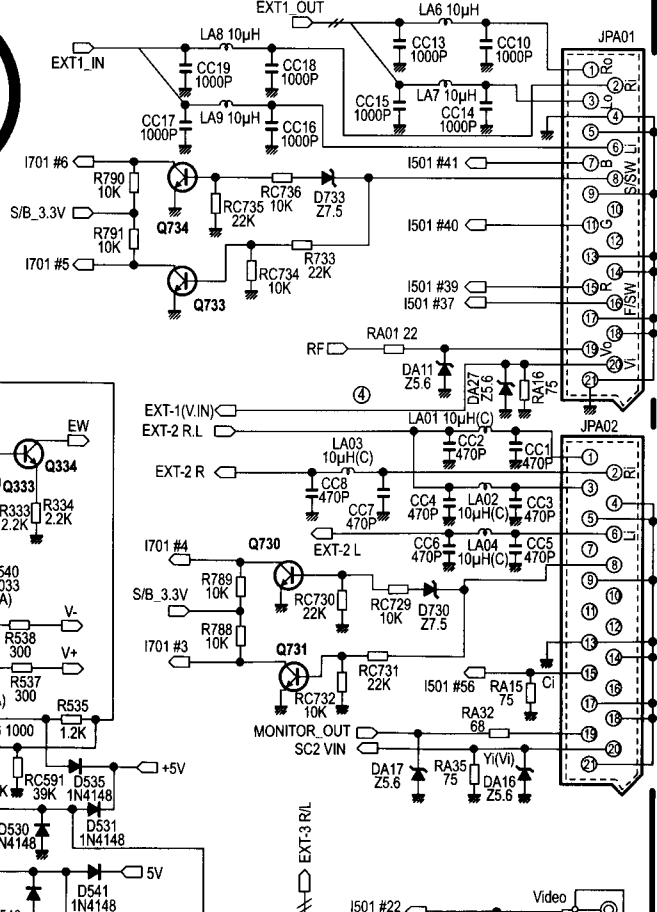 EXT1_OUT
LA6 10µH
JPA01
LA8 10µH
EXT1_IN
CC13
1000P
CC10
1000P
CC19
1000P
CC18
1000P
LA7 10µH
CC15
1000P
CC14
1000P
CC17
1000P
LA9 10µH
CC16
1000P
1 Ro
2 Ri
3 Lo
4
5
6 Li
7 B
8 S/SW
9
10
11 G
12
13
14
15 R
16 F/SW
17
18
19 Vo
20 Vi
21
I701 #6
I501 #41
R790
10K
RC736
10K
D733
Z7.5
RC735
22K
S/B_3.3V
Q734
I501 #40
R791
10K
R733
22K
I701 #5
RC734
10K
Q733
I501 #39
I501 #37
RF
RA01 22
DA11
Z5.6
DA27
Z5.6
RA16
75
4
EXT-1(V.IN)
EXT-2 R.L
LA01 10µH(C)
JPA02
EW
Q334
Q333
R333
2.2K
R334
2.2K
CC2
470P
CC1
470P
LA03
10µH(C)
EXT-2 R
CC8
470P
CC7
470P
CC4
470P
LA02
10µH(C)
CC3
470P
CC6
470P
LA04
10µH(C)
CC5
470P
EXT-2 L
1
2 Ri
3
4
5
6 Li
7
8
9
10
11
12
13
14
15
16
17
18
19
20
21
I701 #4
Q730
R789
10K
S/B_3.3V
RC730
22K
RC729
10K
D730
Z7.5
R788
10K
I701 #3
Q731
RC731
22K
RC732
10K
I501 #56
RA15
75
Ci
540
033
A)
V-
R538
300
V+
R537
300
R535
1.2K
1000
RC591
39K
D535
1N4148
+5V
D530
N4148
D531
1N4148
D541
1N4148
5V
MONITOR_OUT
RA32
68
SC2 VIN
DA17
Z5.6
RA35
75
Yi(Vi)
DA16
Z5.6
EXT-3 R/L
I501 #22
Video